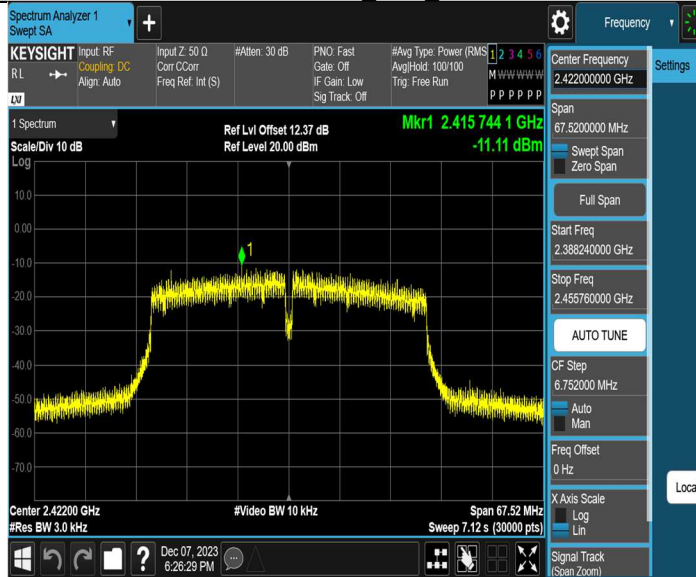 Spectrum Analyzer 1
Swept SA
+
Frequency
KEYSIGHT
RL
LXI
Input: RF
Coupling: DC
Align: Auto
Input Z: 50 Ω
Corr CCorr
Freq Ref: Int (S)
#Atten: 30 dB
PNO: Fast
Gate: Off
IF Gain: Low
Sig Track: Off
#Avg Type: Power (RMS
Avg|Hold: 100/100
Trig: Free Run
1 2 3 4 5 6
M W W W W W
P P P P P P
1 Spectrum
Scale/Div 10 dB
Log
Ref Lvl Offset 12.37 dB
Ref Level 20.00 dBm
Mkr1 2.415 744 1 GHz
-11.11 dBm
10.0
0.00
-10.0
-20.0
-30.0
-40.0
-50.0
-60.0
-70.0
1
Center 2.42200 GHz
#Res BW 3.0 kHz
#Video BW 10 kHz
Span 67.52 MHz
Sweep 7.12 s (30000 pts)
?
Dec 07, 2023
6:26:29 PM
Center Frequency
2.422000000 GHz
Settings
Span
67.5200000 MHz
Swept Span
Zero Span
Full Span
Start Freq
2.388240000 GHz
Stop Freq
2.455760000 GHz
AUTO TUNE
CF Step
6.752000 MHz
Auto
Man
Freq Offset
0 Hz
X Axis Scale
Log
Lin
Loca
Signal Track
(Span Zoom)